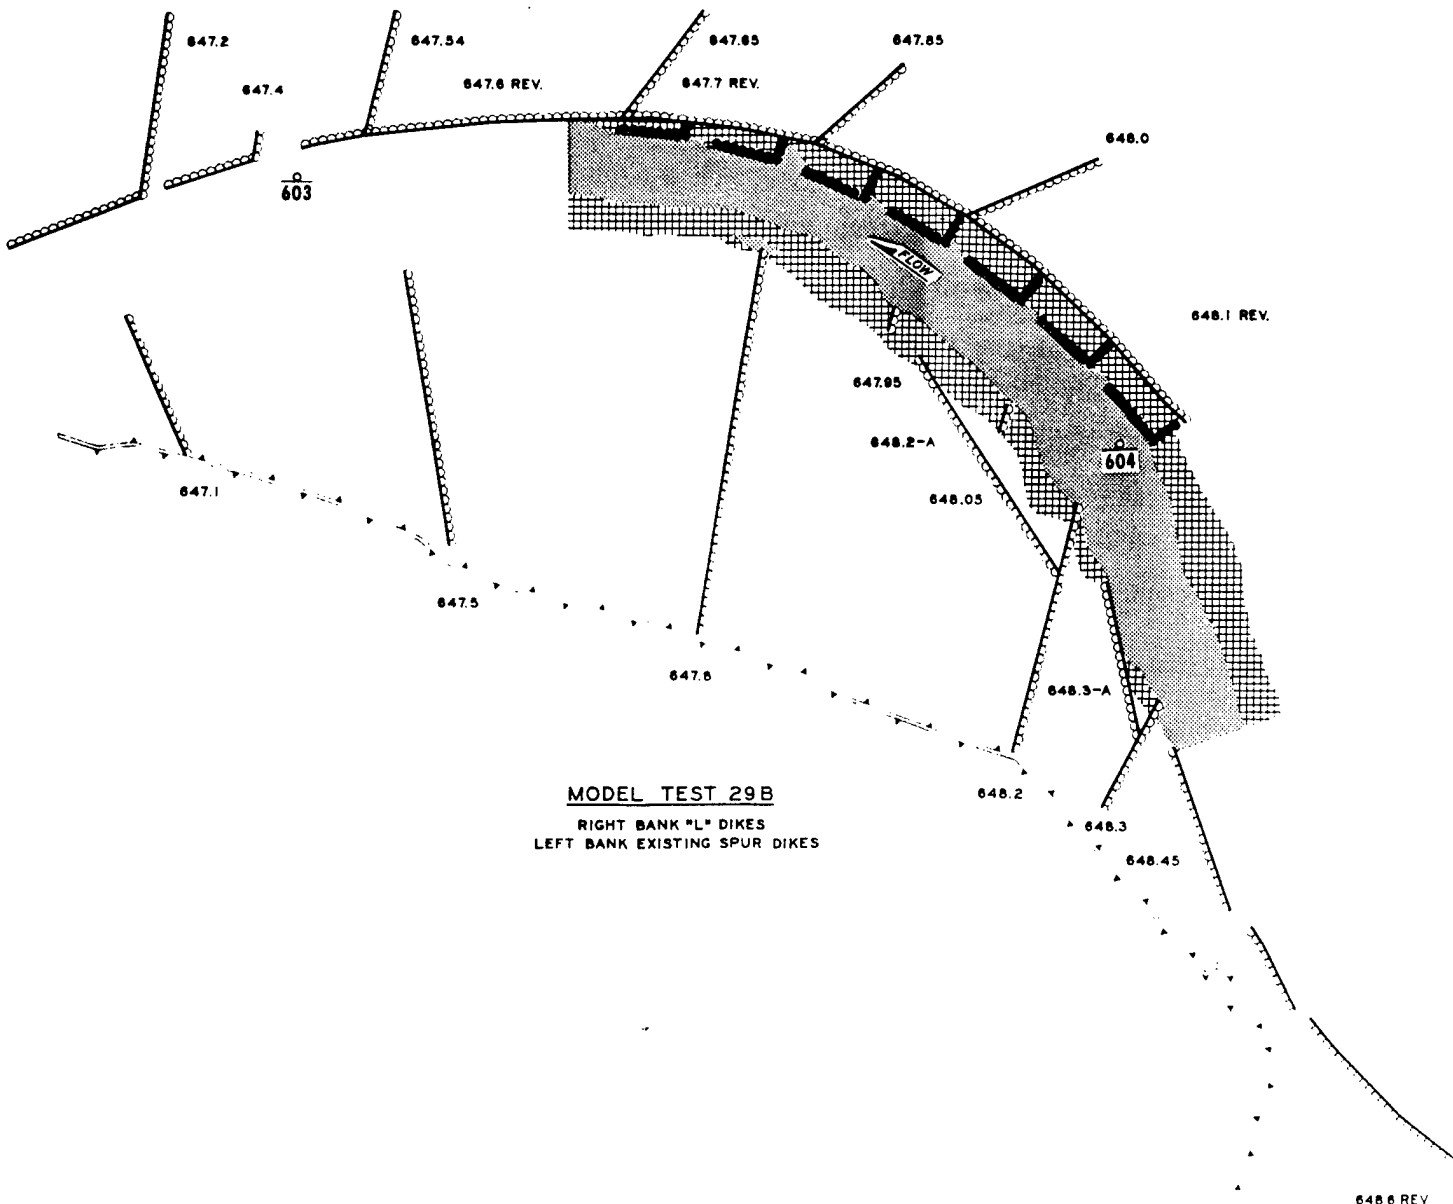 647.2
647.54
647.65
647.85
647.4
647.6 REV.
647.7 REV.
648.0
603
FLOW
648.1 REV.
647.95
648.2-A
604
647.1
648.05
647.5
647.8
648.3-A
MODEL TEST 29B
RIGHT BANK "L" DIKES
LEFT BANK EXISTING SPUR DIKES
648.2
648.3
648.45
648.6 REV